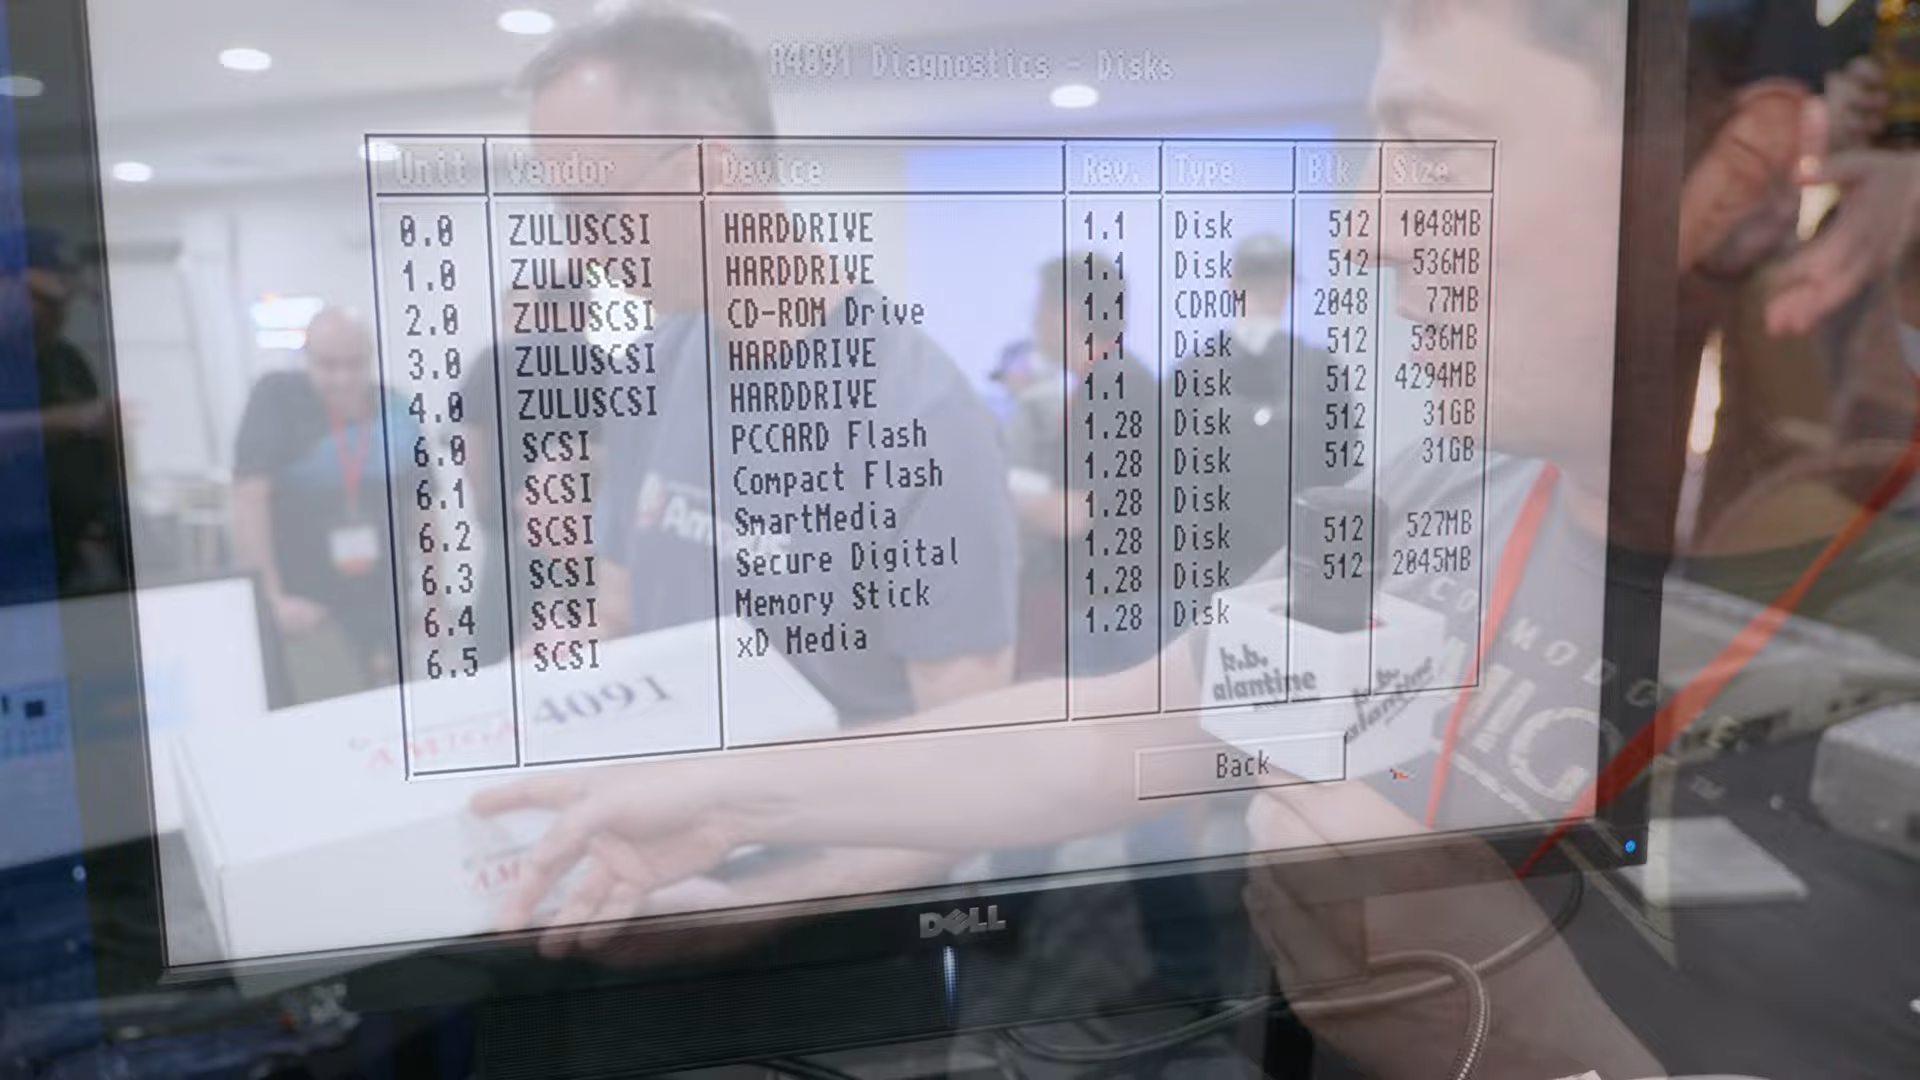 A4091 Diagnostics - Disks
Unit Vendor Device Rev. Type Blk Size
0.0 ZULUSCSI HARDDRIVE 1.1 Disk 512 1048MB
1.0 ZULUSCSI HARDDRIVE 1.1 Disk 512 536MB
2.0 ZULUSCSI CD-ROM Drive 1.1 CDROM 2048 77MB
3.0 ZULUSCSI HARDDRIVE 1.1 Disk 512 536MB
4.0 ZULUSCSI HARDDRIVE 1.1 Disk 512 4294MB
6.0 SCSI PCCARD Flash 1.28 Disk 512 31GB
6.1 SCSI Compact Flash 1.28 Disk 512 31GB
6.2 SCSI SmartMedia 1.28 Disk
6.3 SCSI Secure Digital 1.28 Disk 512 527MB
6.4 SCSI Memory Stick 1.28 Disk 512 2045MB
6.5 SCSI xD Media 1.28 Disk
Back
AMIGA 4091
k.b.
alantine
DELL